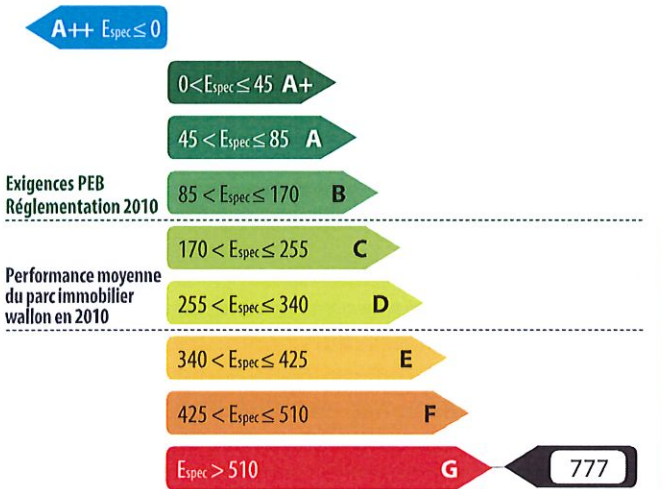 A++ Espec ≤ 0
0 < Espec ≤ 45 A+
45 < Espec ≤ 85 A
Exigences PEB
Réglementation 2010
85 < Espec ≤ 170 B
170 < Espec ≤ 255 C
Performance moyenne
du parc immobilier
wallon en 2010
255 < Espec ≤ 340 D
340 < Espec ≤ 425 E
425 < Espec ≤ 510 F
Espec > 510 G
777